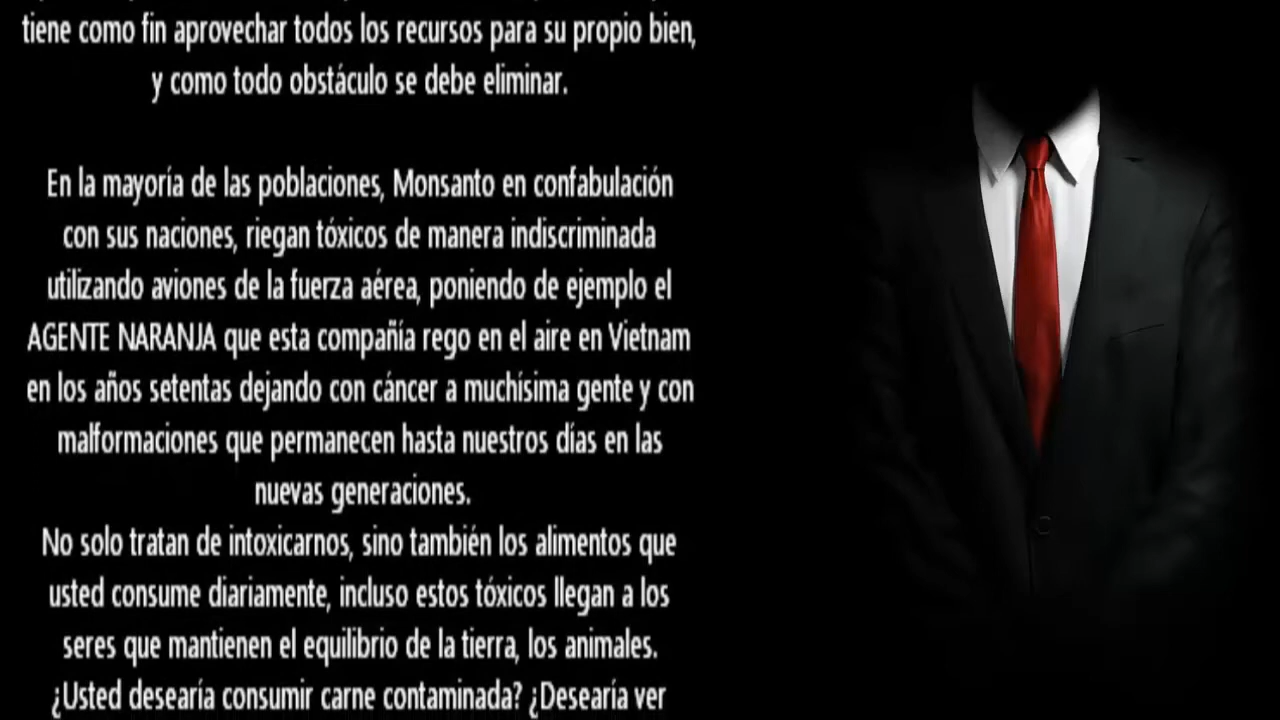 tiene como fin aprovechar todos los recursos para su propio bien,
y como todo obstáculo se debe eliminar.
En la mayoría de las poblaciones, Monsanto en confabulación
con sus naciones, riegan tóxicos de manera indiscriminada
utilizando aviones de la fuerza aérea, poniendo de ejemplo el
AGENTE NARANJA que esta compañía rego en el aire en Vietnam
en los años setentas dejando con cáncer a muchísima gente y con
malformaciones que permanecen hasta nuestros días en las
nuevas generaciones.
No solo tratan de intoxicarnos, sino también los alimentos que
usted consume diariamente, incluso estos tóxicos llegan a los
seres que mantienen el equilibrio de la tierra, los animales.
¿Usted desearía consumir carne contaminada? ¿Desearía ver